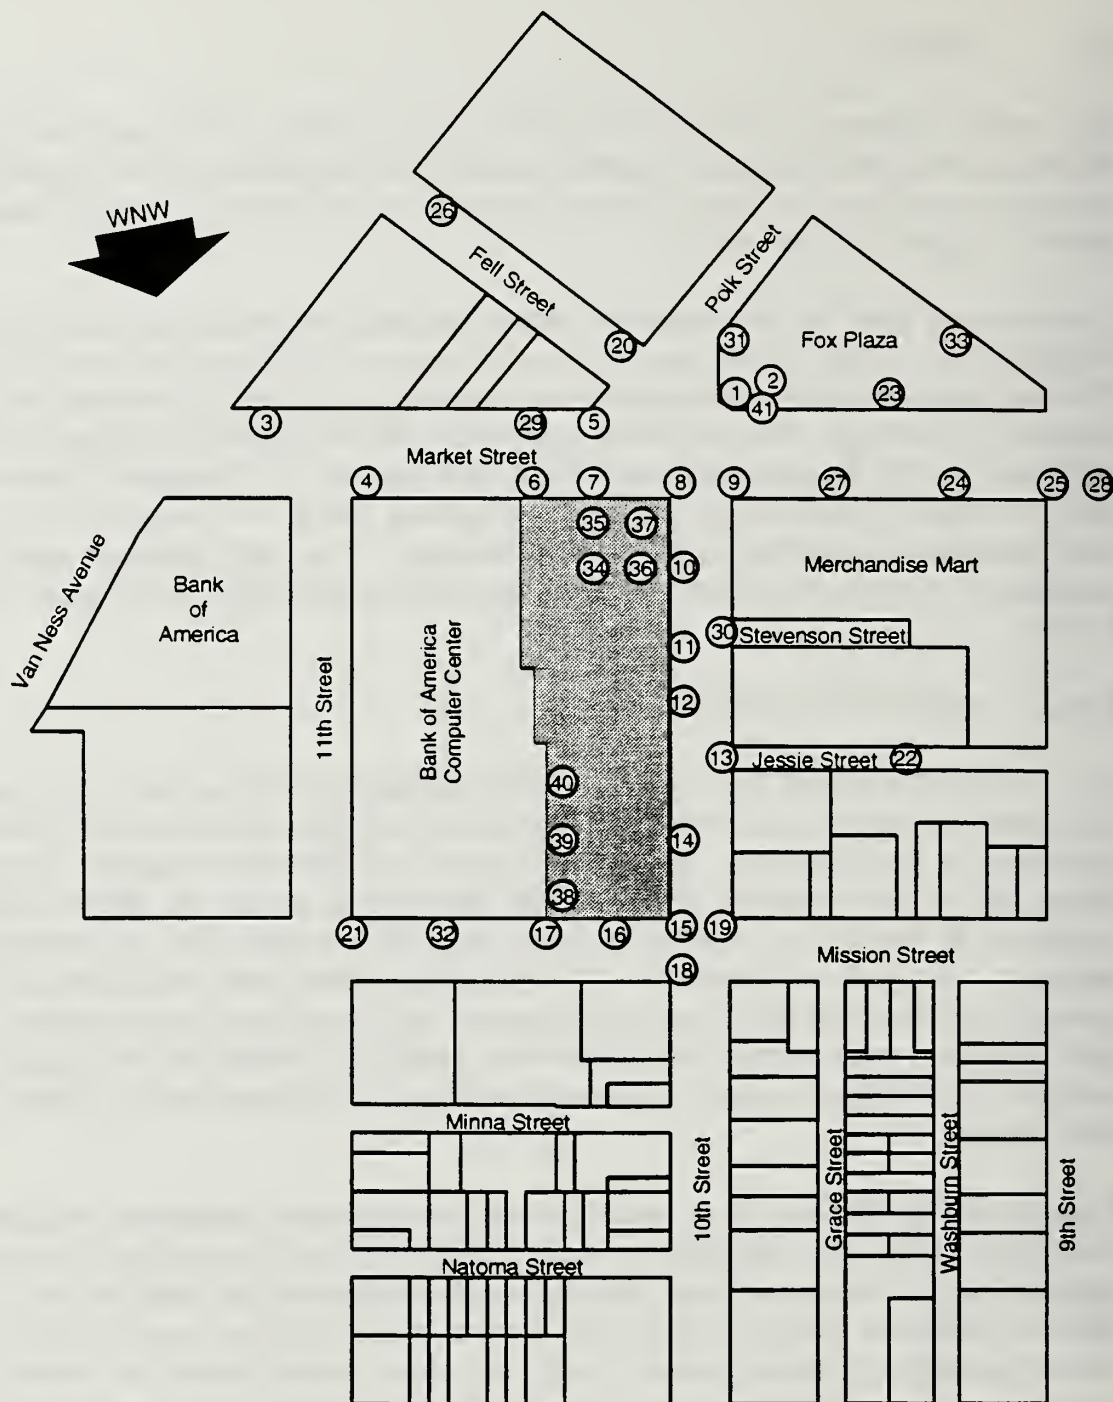 WNW
26
Fell Street
Polk Street
20
31
Fox Plaza
33
1
2
41
23
3
29
5
Market Street
4
6
7
8
9
27
24
25
28
35
37
34
36
10
Merchandise Mart
Van Ness Avenue
Bank
of
America
11th Street
Bank of America
Computer Center
11
30
Stevenson Street
12
13
Jessie Street
22
40
39
14
38
21
32
17
16
15
19
Mission Street
18
Minna Street
10th Street
Grace Street
Washburn Street
9th Street
Natoma Street